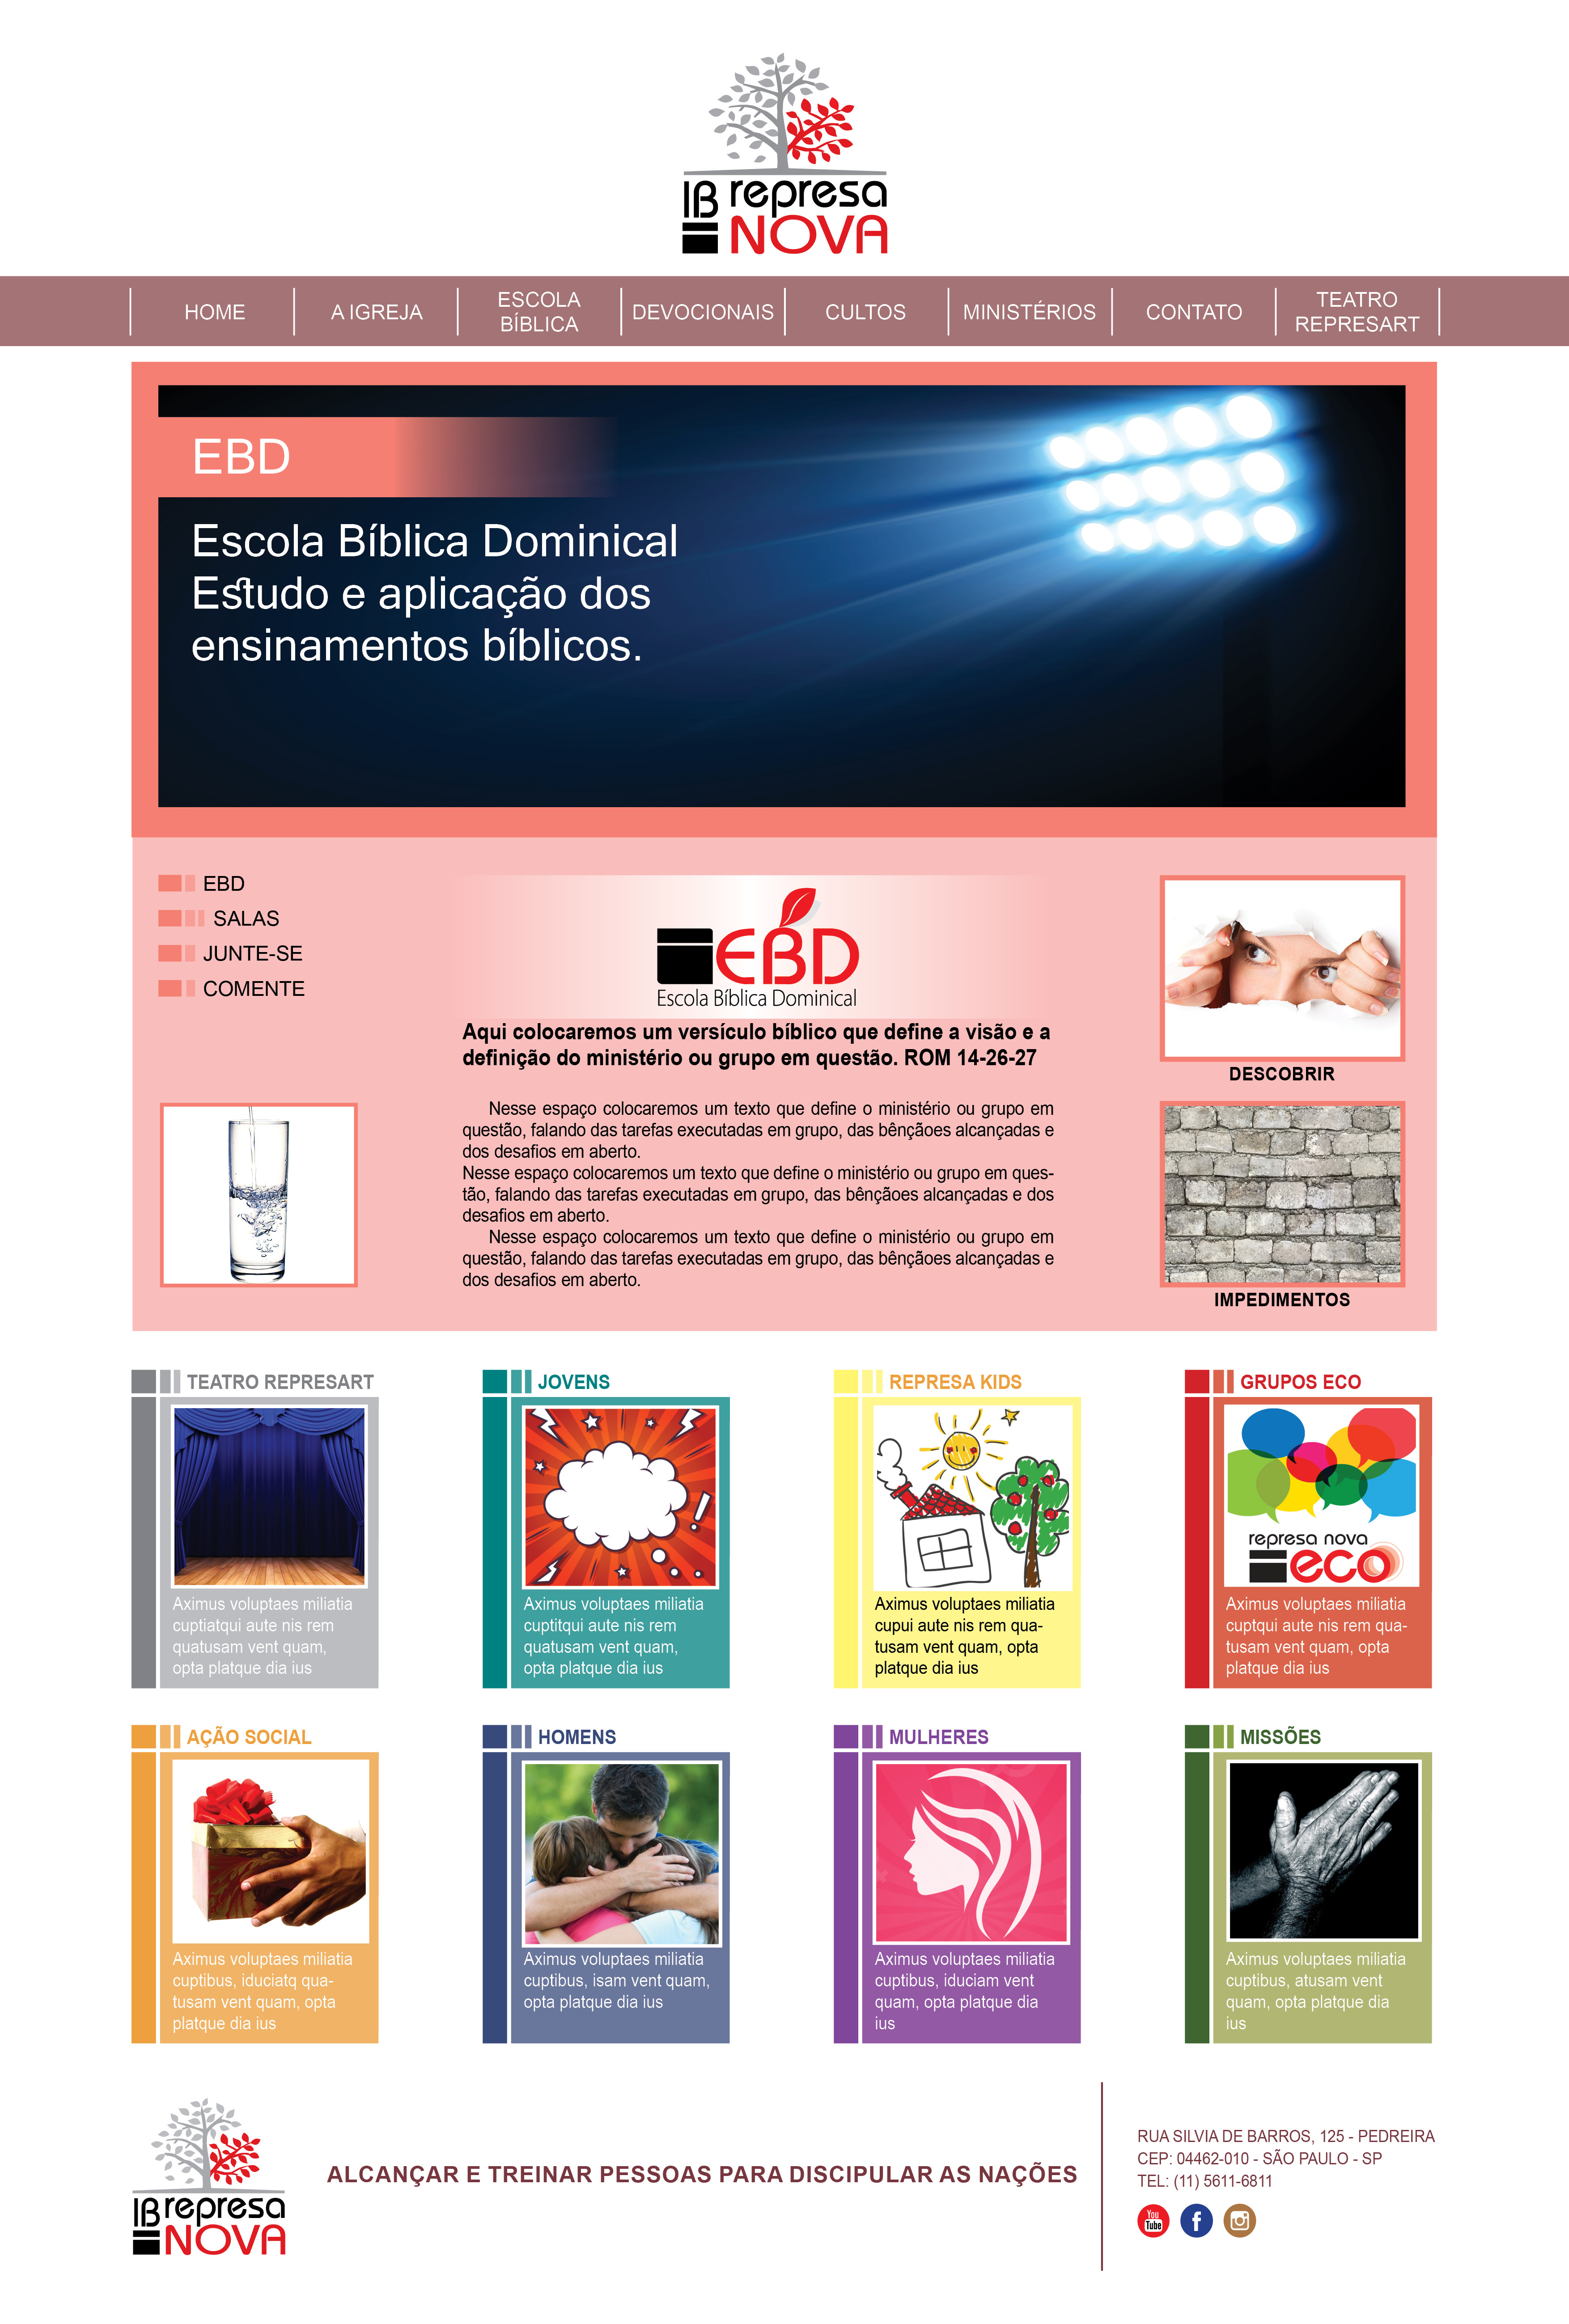 IB represa
NOVA
HOME
A IGREJA
ESCOLA
BÍBLICA
DEVOCIONAIS
CULTOS
MINISTÉRIOS
CONTATO
TEATRO
REPRESART
EBD
Escola Bíblica Dominical
Estudo e aplicação dos
ensinamentos bíblicos.
EBD
SALAS
JUNTE-SE
COMENTE
EBD
Escola Bíblica Dominical
Aqui colocaremos um versículo bíblico que define a visão e a
definição do ministério ou grupo em questão. ROM 14-26-27
Nesse espaço colocaremos um texto que define o ministério ou grupo em
questão, falando das tarefas executadas em grupo, das bênçãoes alcançadas e
dos desafios em aberto.
Nesse espaço colocaremos um texto que define o ministério ou grupo em ques-
tão, falando das tarefas executadas em grupo, das bênçãoes alcançadas e dos
desafios em aberto.
Nesse espaço colocaremos um texto que define o ministério ou grupo em
questão, falando das tarefas executadas em grupo, das bênçãoes alcançadas e
dos desafios em aberto.
DESCOBRIR
IMPEDIMENTOS
TEATRO REPRESART
Aximus voluptaes miliatia
cuptiatqui aute nis rem
quatusam vent quam,
opta platque dia ius
JOVENS
Aximus voluptaes miliatia
cuptitqui aute nis rem
quatusam vent quam,
opta platque dia ius
REPRESA KIDS
Aximus voluptaes miliatia
cupui aute nis rem qua-
tusam vent quam, opta
platque dia ius
GRUPOS ECO
represa nova
eco
Aximus voluptaes miliatia
cuptqui aute nis rem qua-
tusam vent quam, opta
platque dia ius
AÇÃO SOCIAL
Aximus voluptaes miliatia
cuptibus, iduciatq qua-
tusam vent quam, opta
platque dia ius
HOMENS
Aximus voluptaes miliatia
cuptibus, isam vent quam,
opta platque dia ius
MULHERES
Aximus voluptaes miliatia
cuptibus, iduciam vent
quam, opta platque dia
ius
MISSÕES
Aximus voluptaes miliatia
cuptibus, atusam vent
quam, opta platque dia
ius
IB represa
NOVA
ALCANÇAR E TREINAR PESSOAS PARA DISCIPULAR AS NAÇÕES
RUA SILVIA DE BARROS, 125 - PEDREIRA
CEP: 04462-010 - SÃO PAULO - SP
TEL: (11) 5611-6811
You
Tube
f